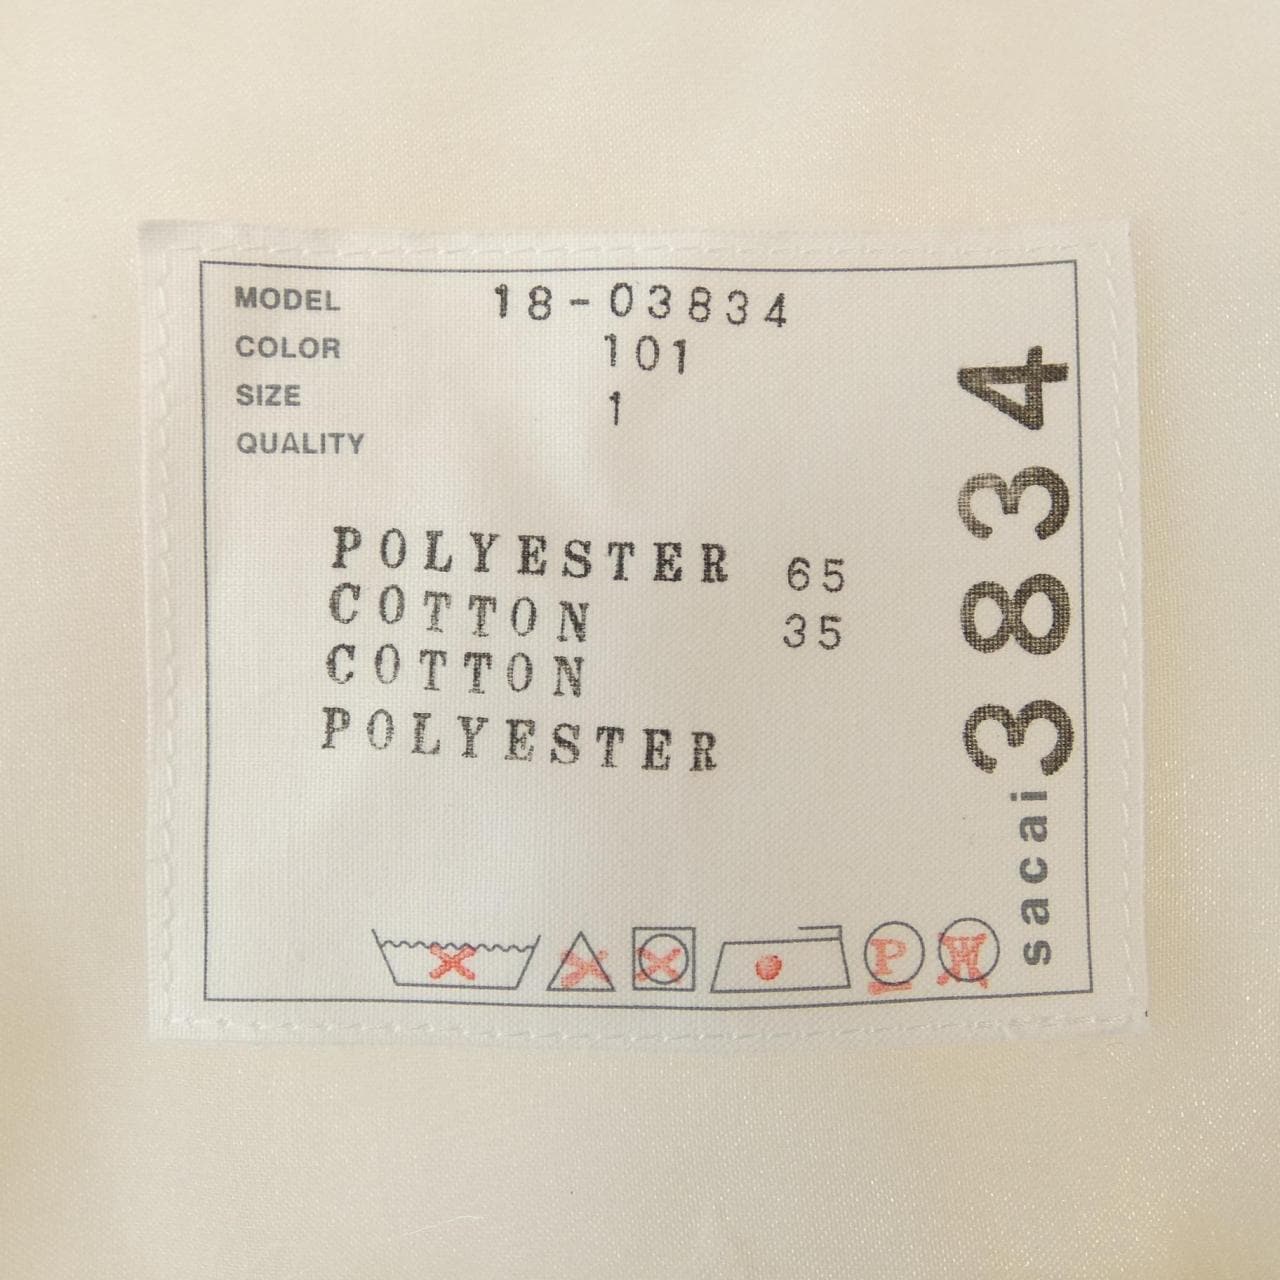 MODEL 18-03834
COLOR 101
SIZE 1
QUALITY
POLYESTER 65
COTTON 35
COTTON
POLYESTER
P W
sacai 3834